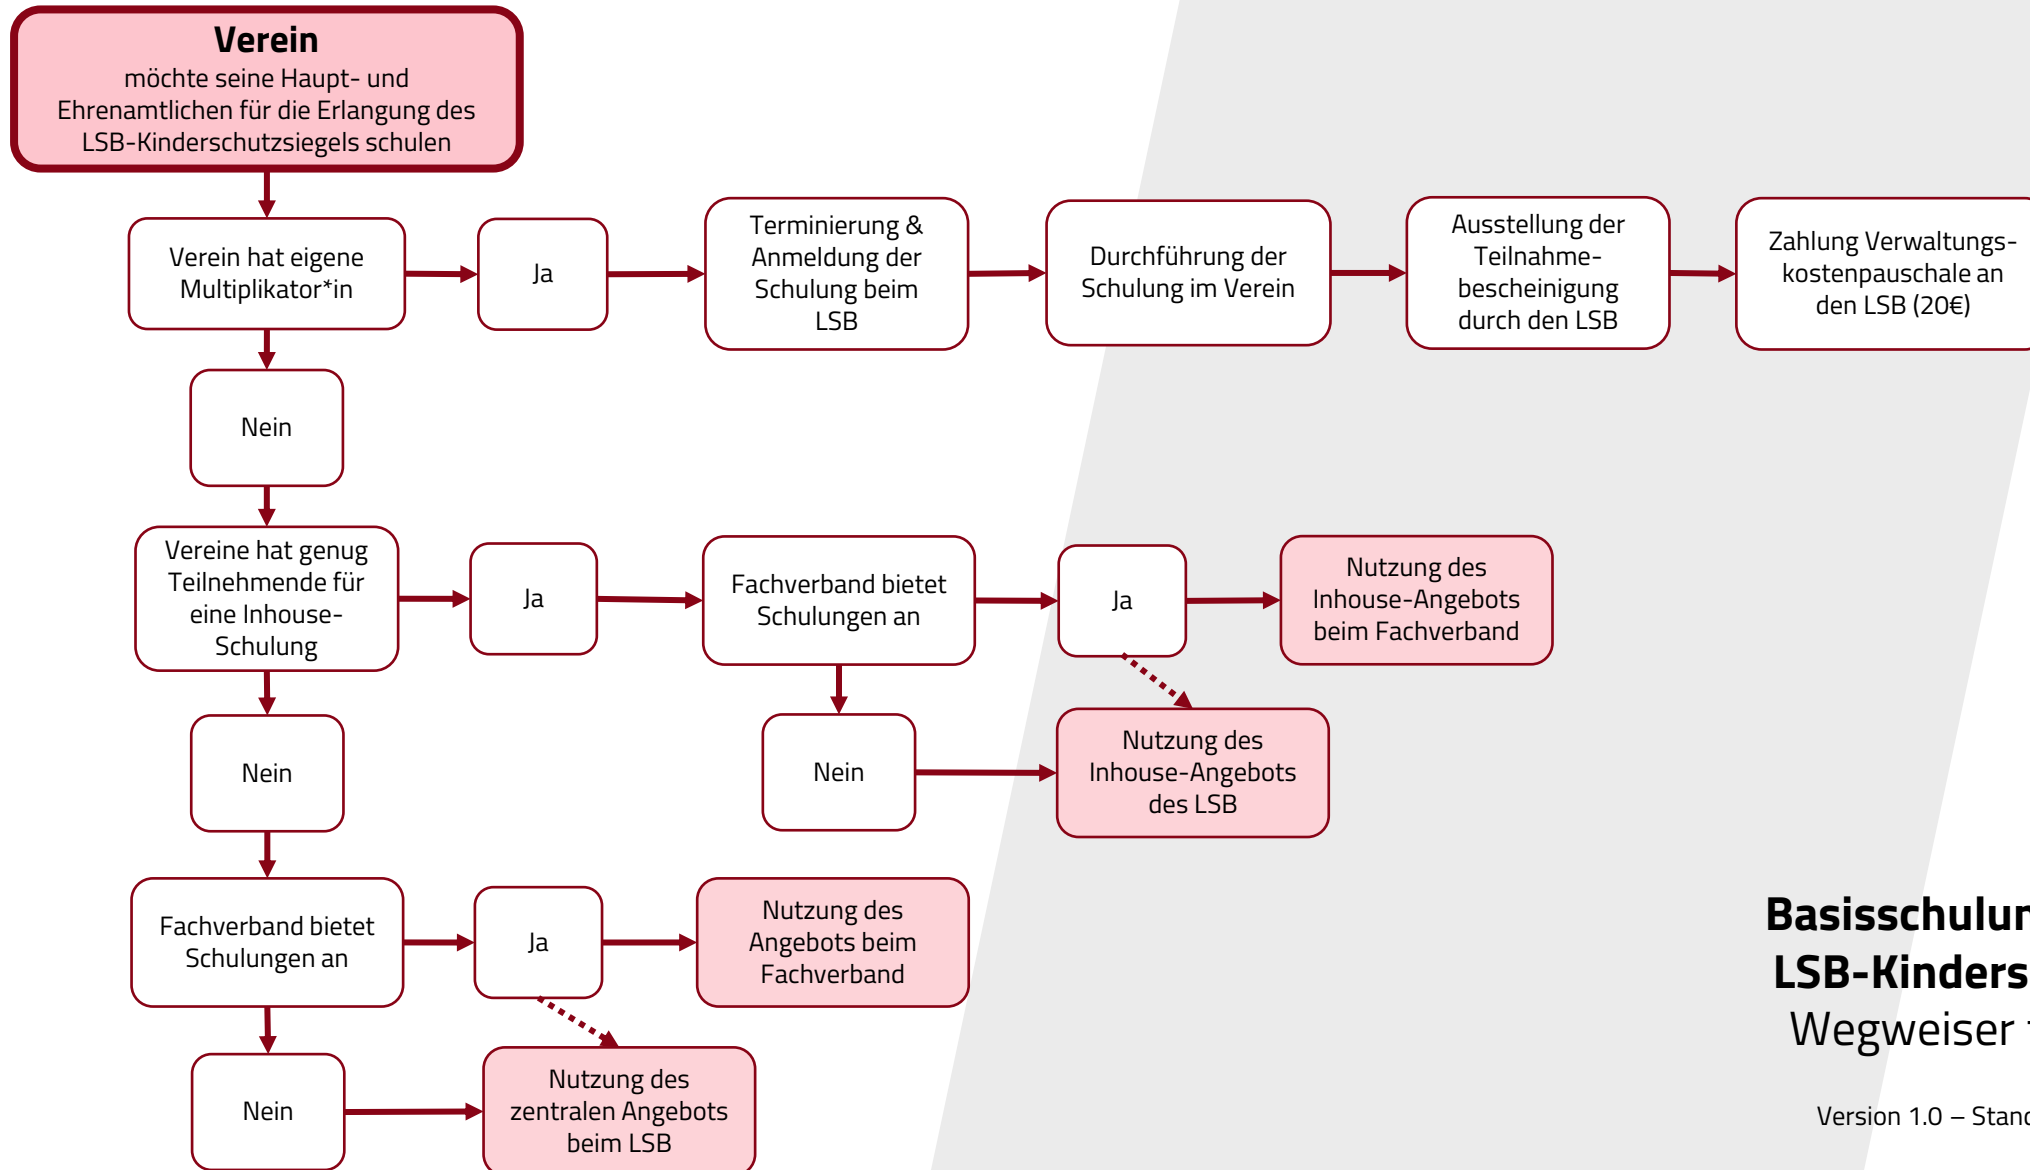 Verein
möchte seine Haupt- und
Ehrenamtlichen für die Erlangung des
LSB-Kinderschutzsiegels schulen
Verein hat eigene
Multiplikator*in
Ja
Terminierung &
Anmeldung der
Schulung beim
LSB
Durchführung der
Schulung im Verein
Ausstellung der
Teilnahme-
bescheinigung
durch den LSB
Zahlung Verwaltungs-
kostenpauschale an
den LSB (20€)
Nein
Vereine hat genug
Teilnehmende für
eine Inhouse-
Schulung
Ja
Fachverband bietet
Schulungen an
Ja
Nutzung des
Inhouse-Angebots
beim Fachverband
Nein
Nein
Nutzung des
Inhouse-Angebots
des LSB
Fachverband bietet
Schulungen an
Ja
Nutzung des
Angebots beim
Fachverband
Nein
Nutzung des
zentralen Angebots
beim LSB
Basisschulun
LSB-Kinders
Wegweiser
Version 1.0 – Stand